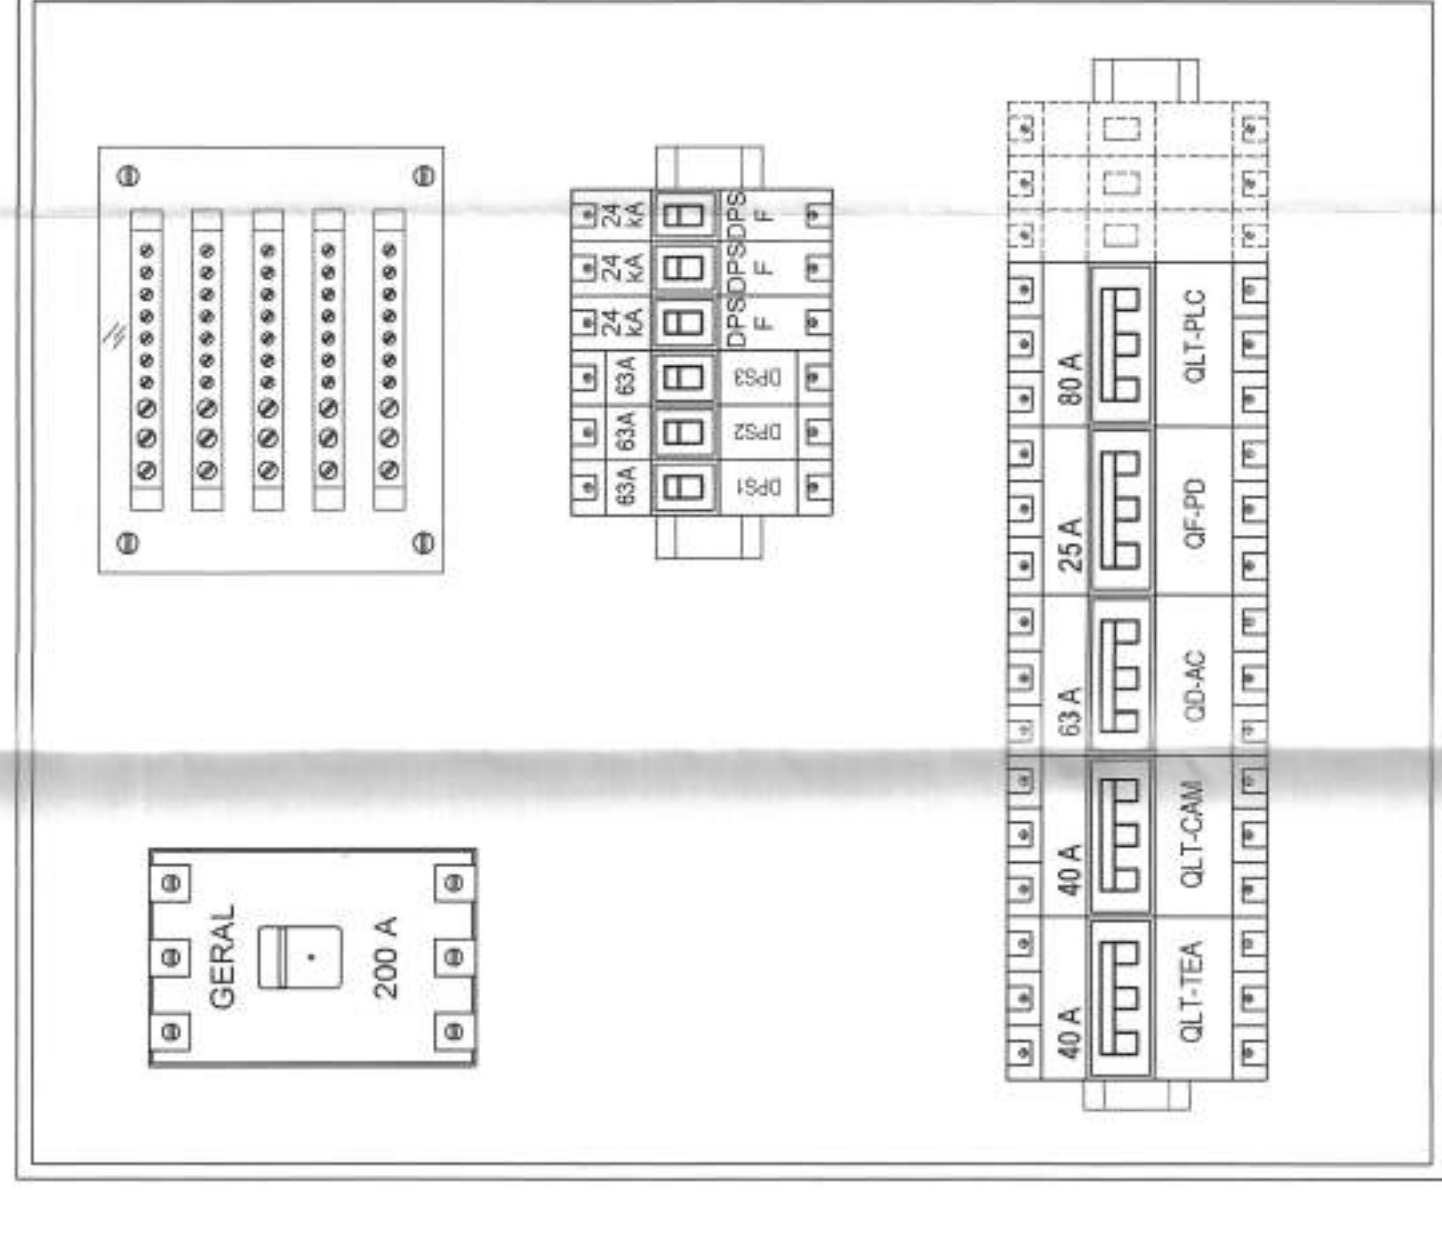 24
kA
DPS
F
24
kA
DPS
F
24
kA
DPS
F
63A
DPS3
63A
DPS2
63A
DPS1
80 A
QLT-PLC
25 A
QF-PD
63 A
QD-AC
40 A
QLT-CAM
40 A
QLT-TEA
GERAL
200 A